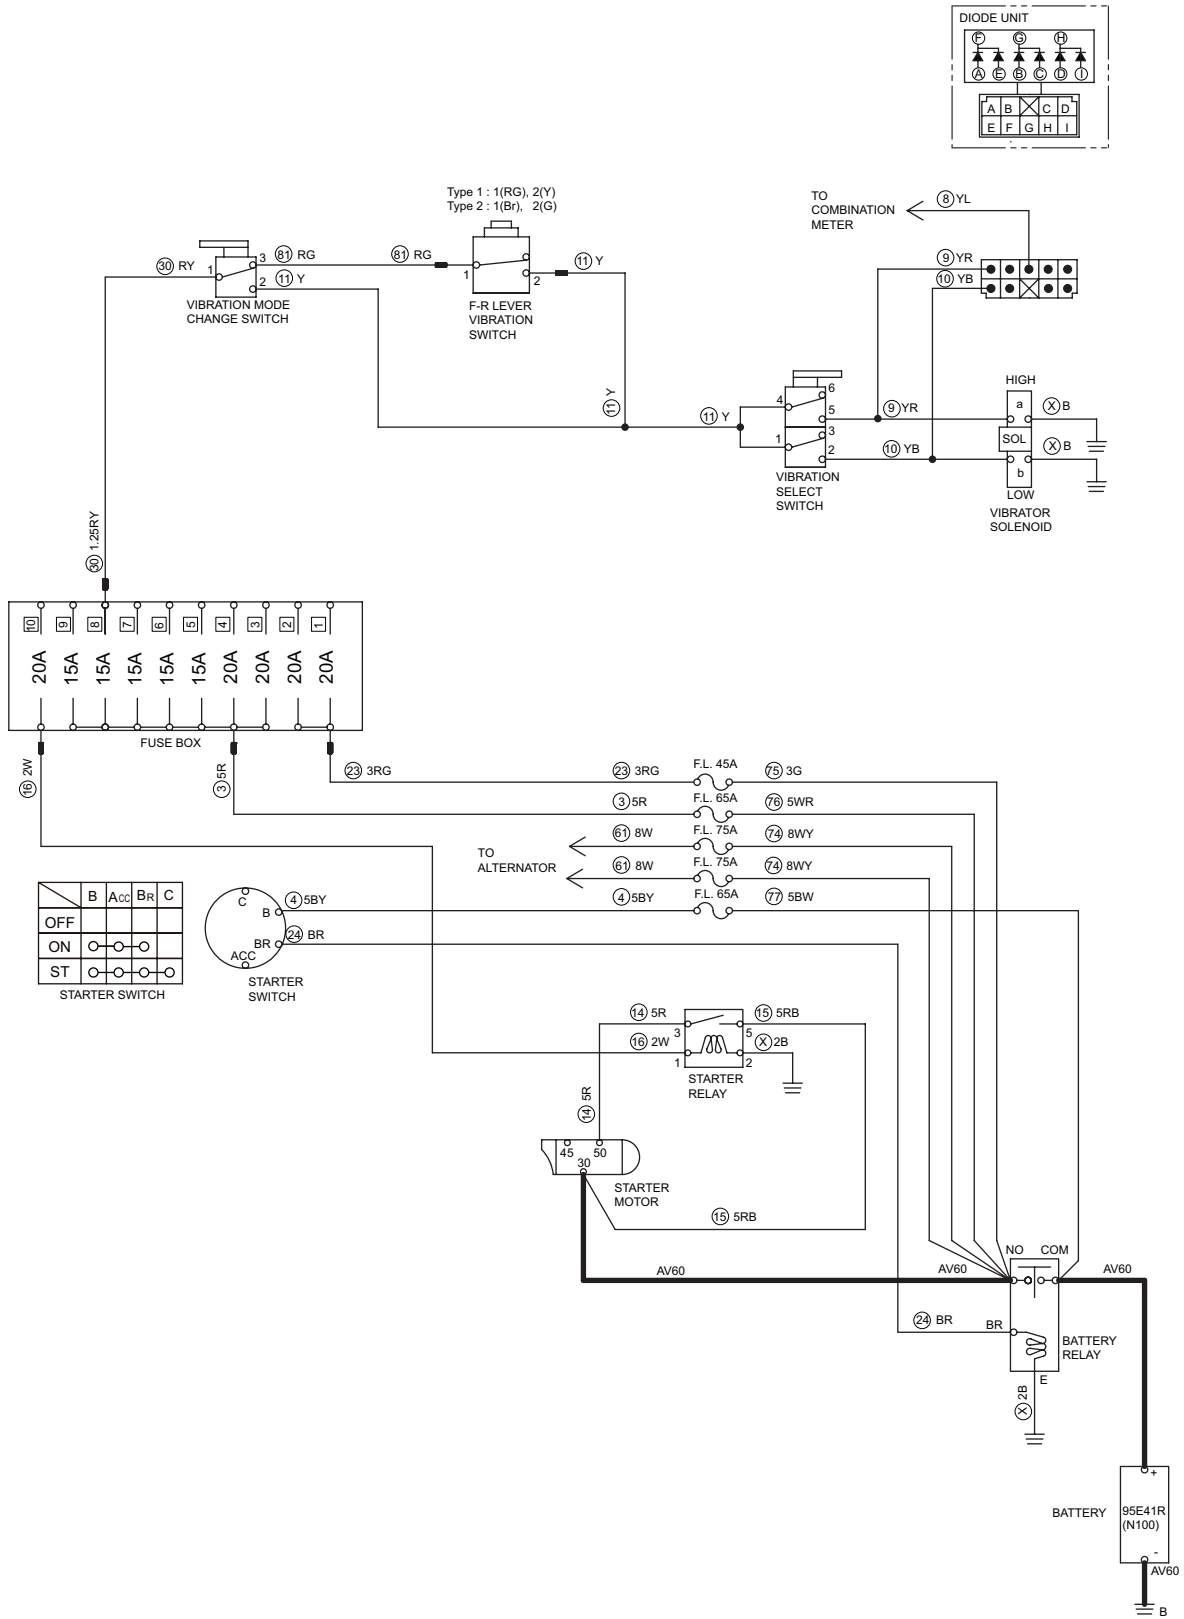 DIODE UNIT
F G H
A E B C D I
A B C D
E F G H I
Type 1 : 1(RG), 2(Y)
Type 2 : 1(Br), 2(G)
TO
COMBINATION
METER
8 YL
30 RY
1
3
2
81 RG
11 Y
VIBRATION MODE
CHANGE SWITCH
81 RG
1
2
11 Y
F-R LEVER
VIBRATION
SWITCH
9 YR
10 YB
11 Y
11 Y
4
6
5
1
3
2
VIBRATION
SELECT
SWITCH
9 YR
10 YB
HIGH
a
SOL
b
LOW
X B
X B
VIBRATOR
SOLENOID
30 1.25RY
10 9 8 7 6 5 4 3 2 1
20A 15A 15A 15A 15A 15A 20A 20A 20A 20A
FUSE BOX
16 2W
3 5R
23 3RG
23 3RG
F.L. 45A
75 3G
3 5R
F.L. 65A
76 5WR
TO
ALTERNATOR
61 8W
F.L. 75A
74 8WY
61 8W
F.L. 75A
74 8WY
4 5BY
F.L. 65A
77 5BW
B ACC BR C
OFF
ON
ST
STARTER SWITCH
C
B
BR
ACC
4 5BY
24 BR
STARTER
SWITCH
14 5R
16 2W
3
1
5
2
15 5RB
X 2B
STARTER
RELAY
14 5R
45 50
30
STARTER
MOTOR
15 5RB
AV60
AV60
NO COM
AV60
24 BR
BR
BATTERY
RELAY
E
X 2B
BATTERY
+
95E41R
(N100)
-
AV60
B